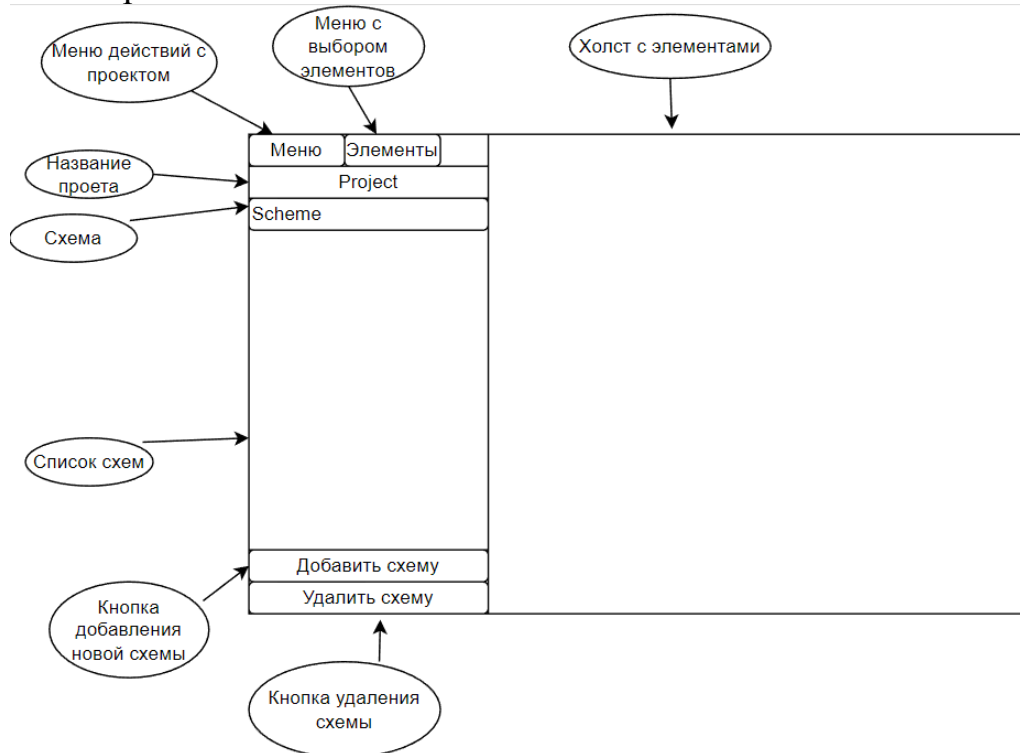 Меню действий с
проектом
Меню с
выбором
элементов
Холст с элементами
Меню
Элементы
Название
проета
Project
Схема
Scheme
Список схем
Добавить схему
Удалить схему
Кнопка
добавления
новой схемы
Кнопка удаления
схемы